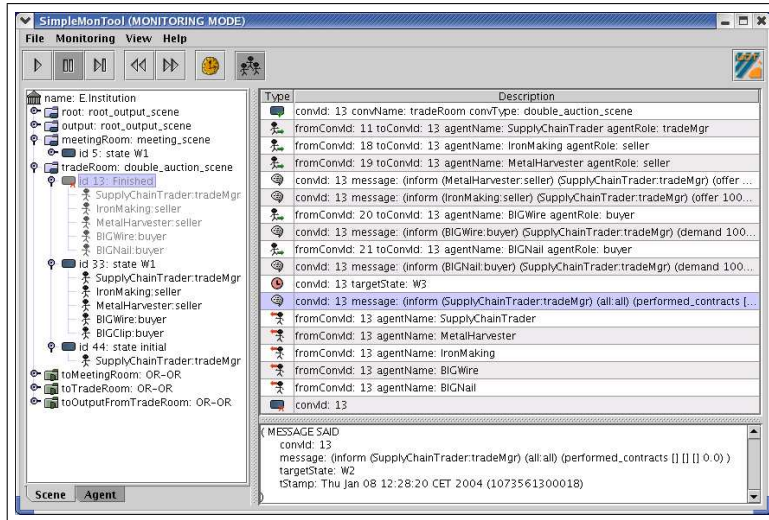 SimpleMonTool (MONITORING MODE)
File Monitoring View Help
name: E.Institution
root: root_output_scene
output: root_output_scene
meetingRoom: meeting_scene
id 5: state W1
tradeRoom: double_auction_scene
id 13: Finished
SupplyChainTrader:tradeMgr
IronMaking:seller
MetalHarvester:seller
BIGWire:buyer
BIGNail:buyer
id 33: state W1
SupplyChainTrader:tradeMgr
IronMaking:seller
MetalHarvester:seller
BIGWire:buyer
BIGClip:buyer
id 44: state initial
SupplyChainTrader:tradeMgr
toMeetingRoom: OR-OR
toTradeRoom: OR-OR
toOutputFromTradeRoom: OR-OR
Scene Agent
Type Description
convId: 13 convName: tradeRoom convType: double_auction_scene
fromConvId: 11 toConvId: 13 agentName: SupplyChainTrader agentRole: tradeMgr
fromConvId: 18 toConvId: 13 agentName: IronMaking agentRole: seller
fromConvId: 19 toConvId: 13 agentName: MetalHarvester agentRole: seller
convId: 13 message: (inform (MetalHarvester:seller) (SupplyChainTrader:tradeMgr) (offer ...
convId: 13 message: (inform (IronMaking:seller) (SupplyChainTrader:tradeMgr) (offer 100...
fromConvId: 20 toConvId: 13 agentName: BIGWire agentRole: buyer
convId: 13 message: (inform (BIGWire:buyer) (SupplyChainTrader:tradeMgr) (demand 100...
fromConvId: 21 toConvId: 13 agentName: BIGNail agentRole: buyer
convId: 13 message: (inform (BIGNail:buyer) (SupplyChainTrader:tradeMgr) (demand 100...
convId: 13 targetState: W3
convId: 13 message: (inform (SupplyChainTrader:tradeMgr) (all:all) (performed_contracts [...
fromConvId: 13 agentName: SupplyChainTrader
fromConvId: 13 agentName: MetalHarvester
fromConvId: 13 agentName: IronMaking
fromConvId: 13 agentName: BIGWire
fromConvId: 13 agentName: BIGNail
convId: 13
( MESSAGE SAID
convId: 13
message: (inform (SupplyChainTrader:tradeMgr) (all:all) (performed_contracts [] [] [] 0.0) )
targetState: W2
tStamp: Thu Jan 08 12:28:20 CET 2004 (1073561300018)
)